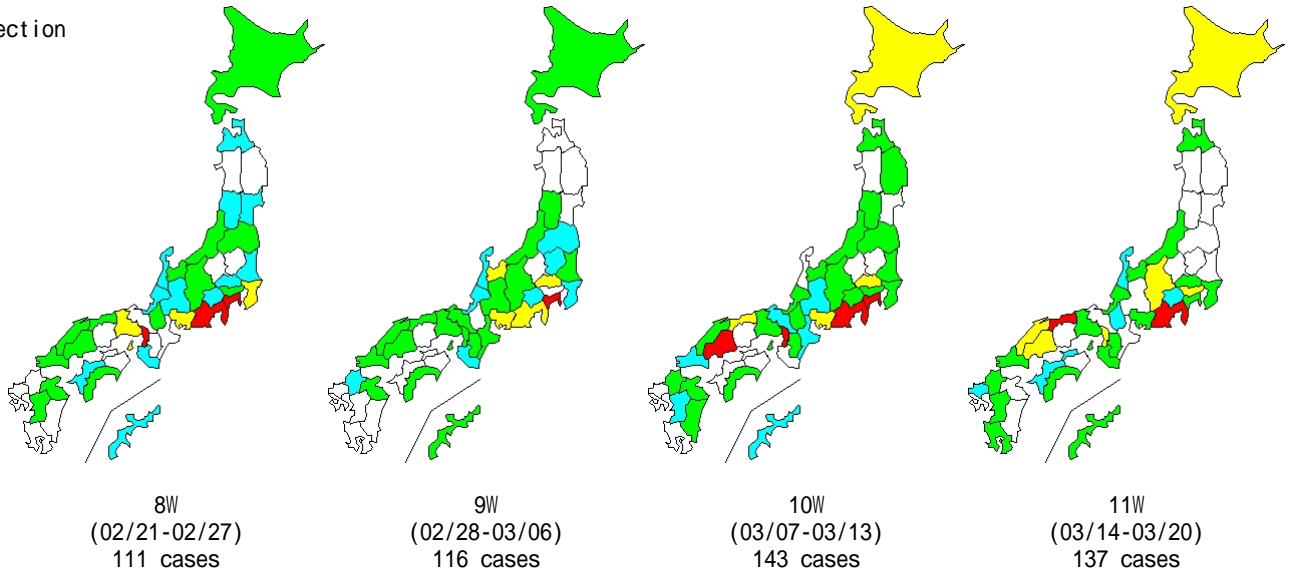 ection
8W
(02/21-02/27)
111 cases
9W
(02/28-03/06)
116 cases
10W
(03/07-03/13)
143 cases
11W
(03/14-03/20)
137 cases